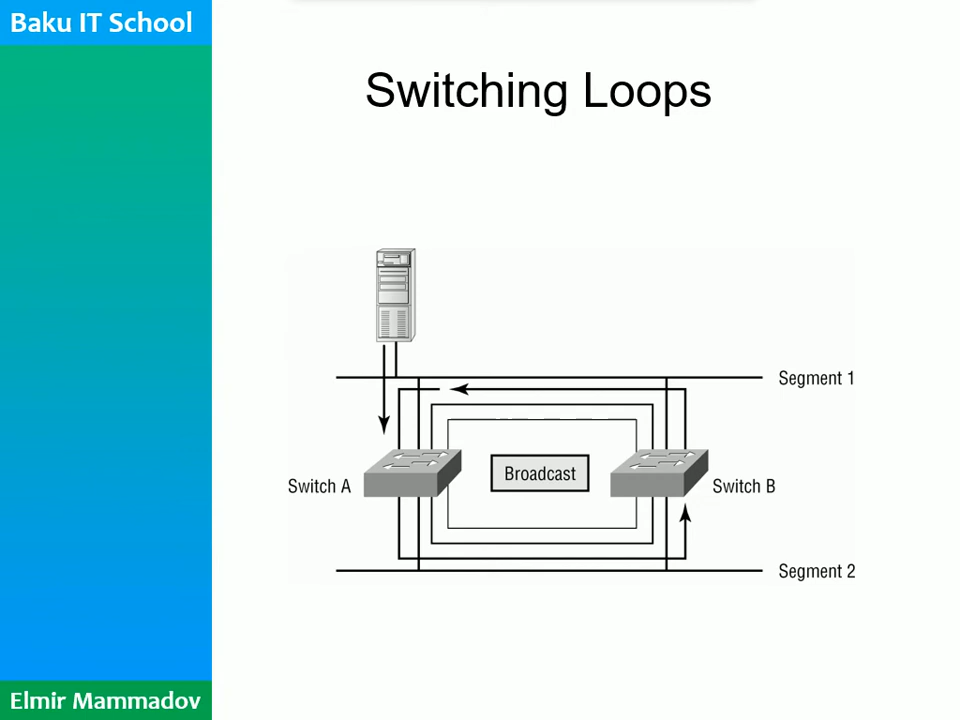 Baku IT School
Switching Loops
Segment 1
Switch A
Broadcast
Switch B
Segment 2
Elmir Mammadov